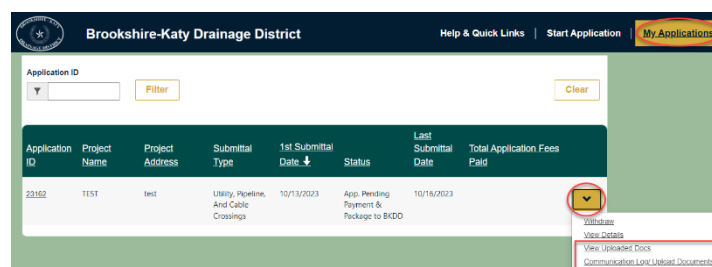 Brookshire-Katy Drainage District
Help & Quick Links | Start Application | My Applications
Application ID
Filter
Clear
Application ID
Project Name
Project Address
Submittal Type
1st Submittal Date ↓
Status
Last Submittal Date
Total Application Fees Paid
23162
TEST
test
Utility, Pipeline, And Cable Crossings
10/13/2023
App. Pending Payment & Package to BKDD
10/16/2023
Withdraw
View Details
View Uploaded Docs
Communication Log/ Upload Documents